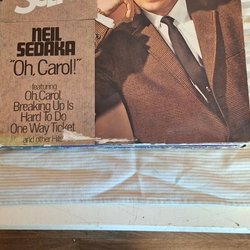 NEIL
SEDAKA
"Oh, Carol!"
featuring
Oh, Carol
Breaking Up Is
Hard To Do
One Way Ticket
and other Hits